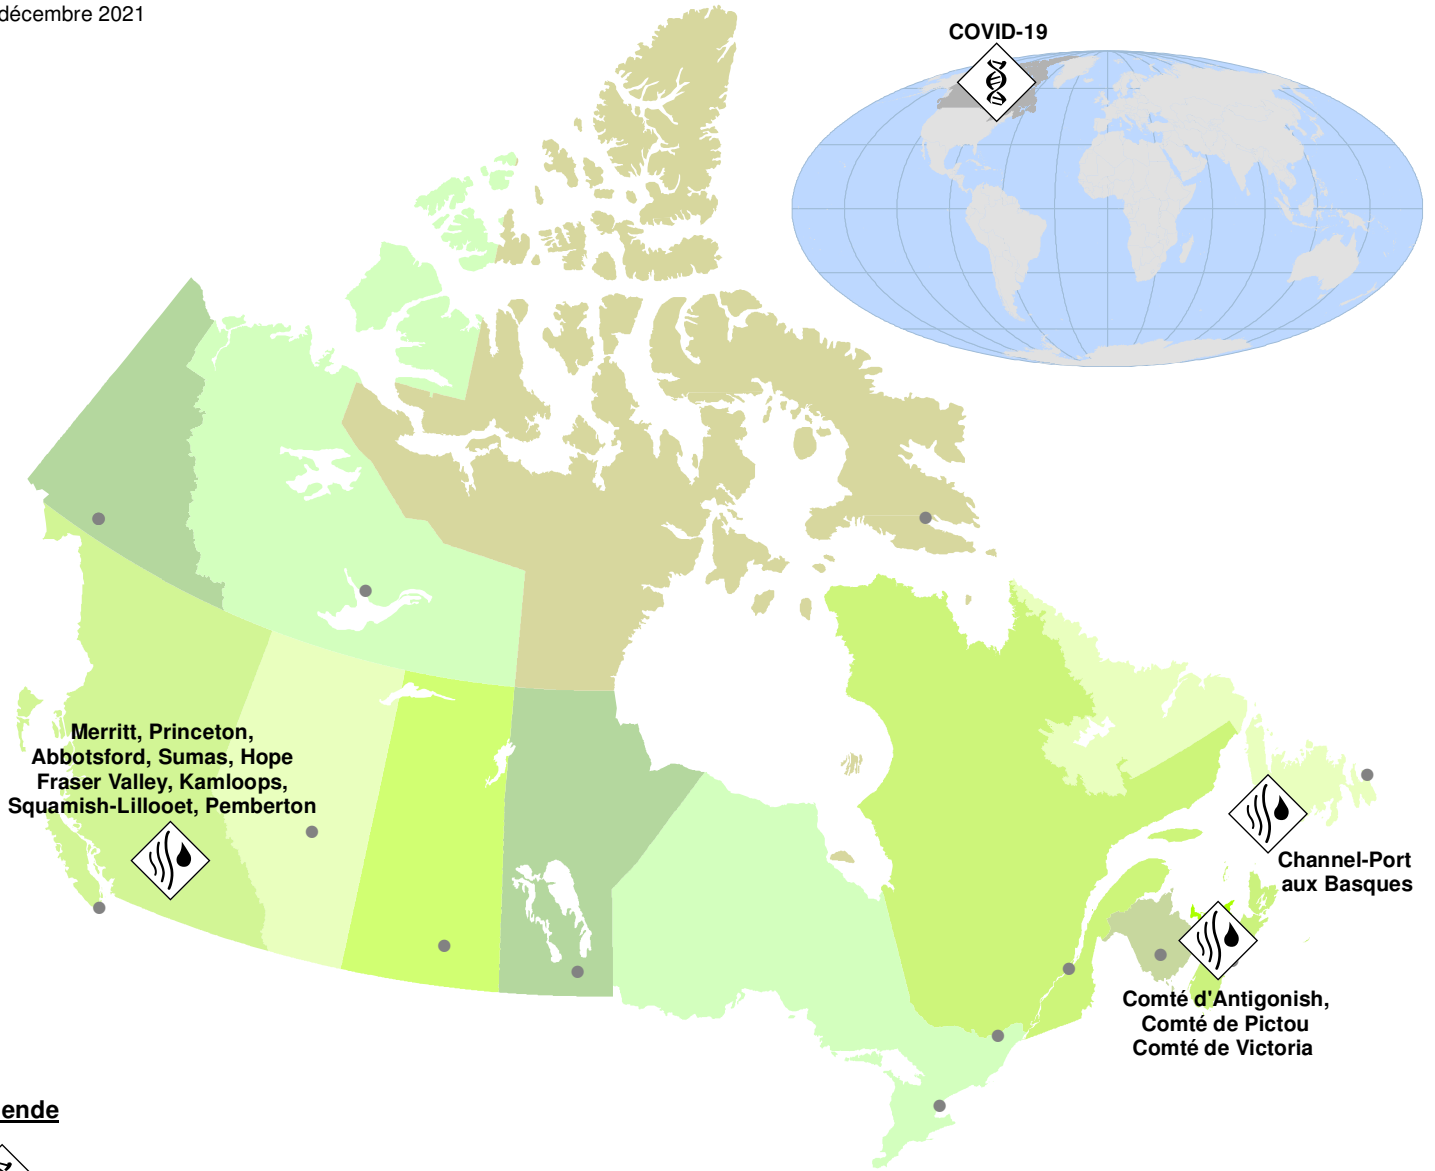 décembre 2021
COVID-19
Merritt, Princeton,
Abbotsford, Sumas, Hope
Fraser Valley, Kamloops,
Squamish-Lillooet, Pemberton
Channel-Port
aux Basques
Comté d'Antigonish,
Comté de Pictou
Comté de Victoria
ende